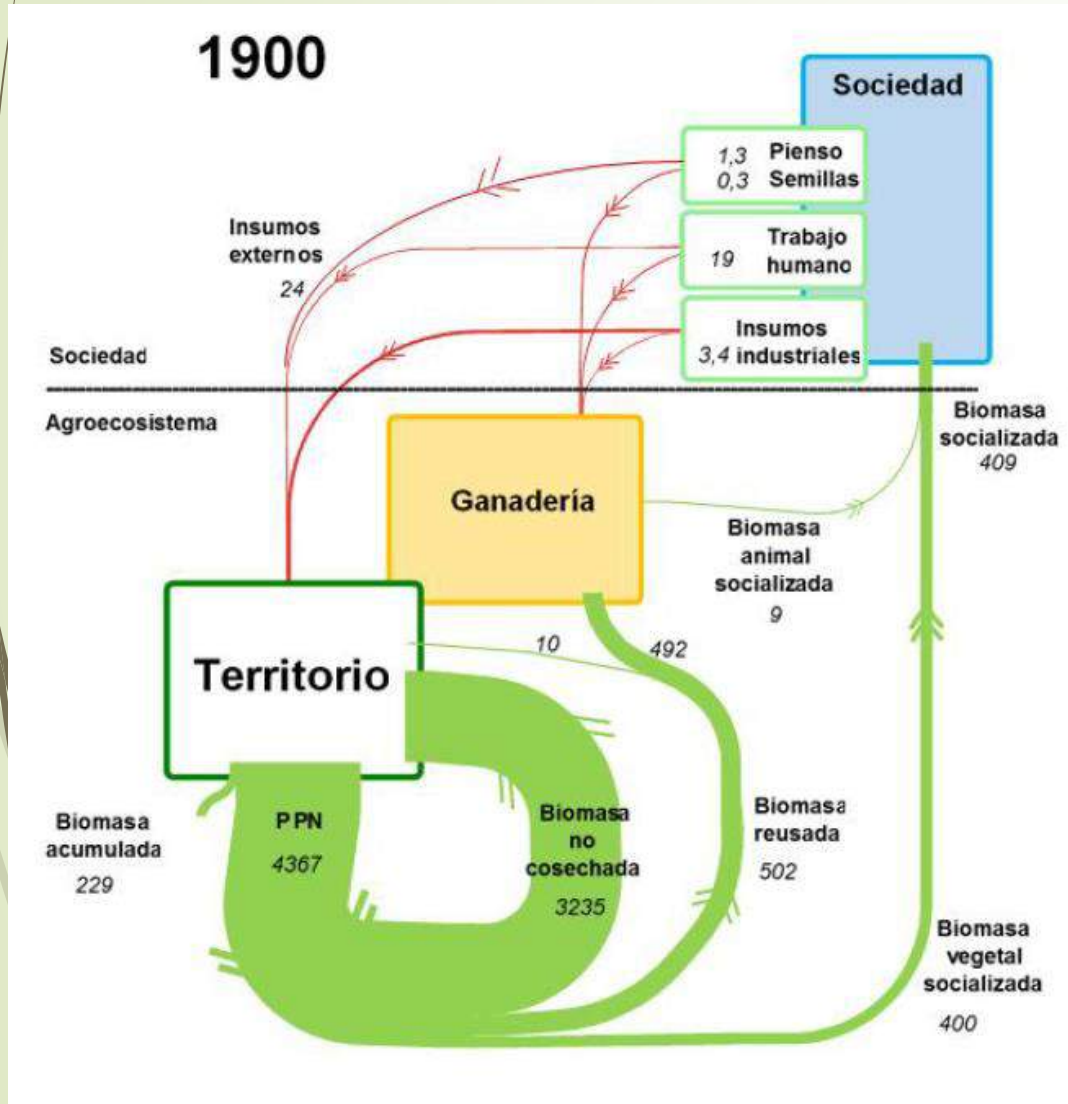 1900
Sociedad
1,3 Pienso
0,3 Semillas
Trabajo
19 humano
Insumos
3,4 industriales
Insumos
externos
24
Sociedad
Agroecosistema
Biomasa
socializada
409
Ganadería
Biomasa
animal
socializada
9
Territorio
10
492
Biomasa
acumulada
229
PPN
4367
Biomasa
no
cosechada
3235
Biomasa
reusada
502
Biomasa
vegetal
socializada
400